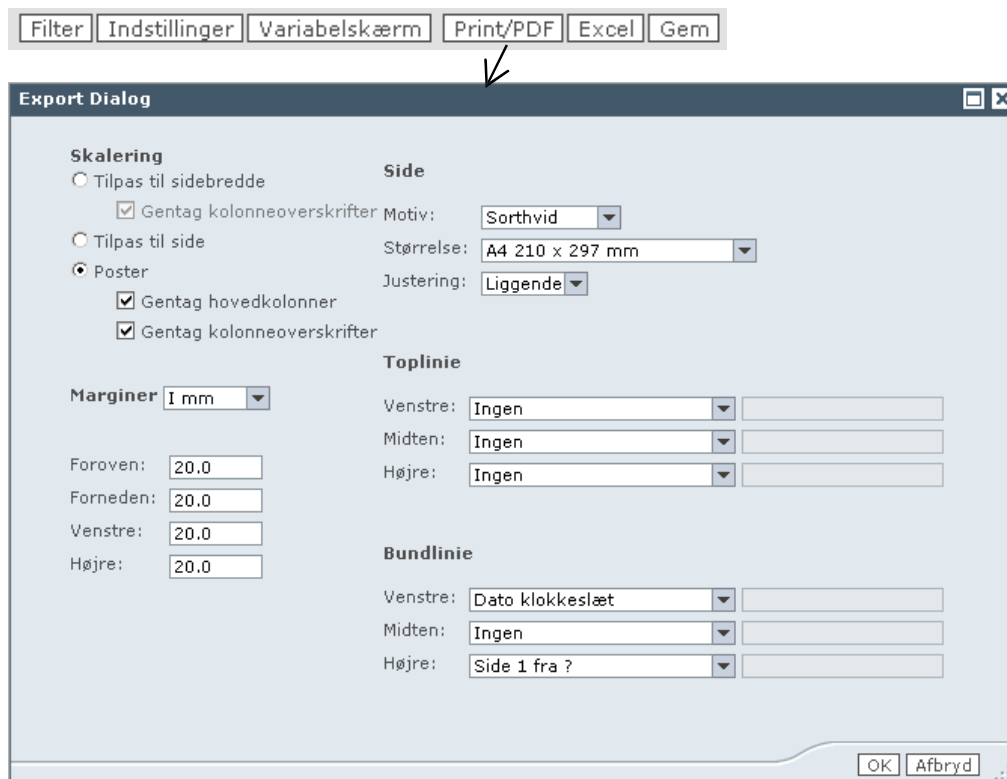 Filter Indstillinger Variabelskærm Print/PDF Excel Gem
Export Dialog
Skalering
Tilpas til sidebredde
Gentag kolonneoverskrifter
Tilpas til side
Poster
Gentag hovedkolonner
Gentag kolonneoverskrifter
Marginer I mm
Foroven: 20.0
Forneden: 20.0
Venstre: 20.0
Højre: 20.0
Side
Motiv: Sorthvid
Størrelse: A4 210 x 297 mm
Justering: Liggende
Toplinie
Venstre: Ingen
Midten: Ingen
Højre: Ingen
Bundlinie
Venstre: Dato klokkeslæt
Midten: Ingen
Højre: Side 1 fra ?
OK Afbryd